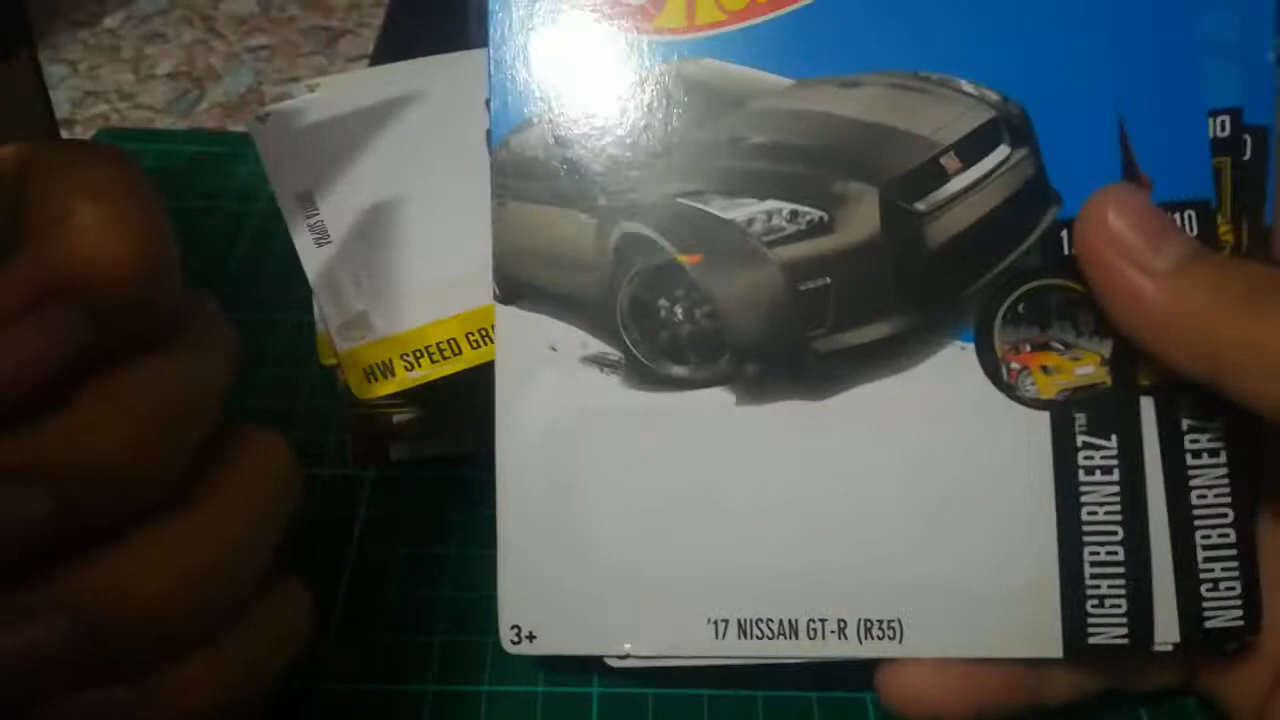 10
/10
HW SPEED GR
NIGHTBURNERZ™
NIGHTBURNERZ
'17 NISSAN GT-R (R35)
3+